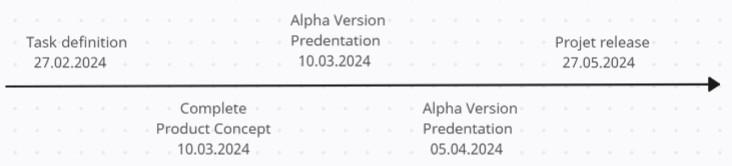 Task definition
27.02.2024
Complete
Product Concept
10.03.2024
Alpha Version
Predentation
10.03.2024
Alpha Version
Predentation
05.04.2024
Projet release
27.05.2024